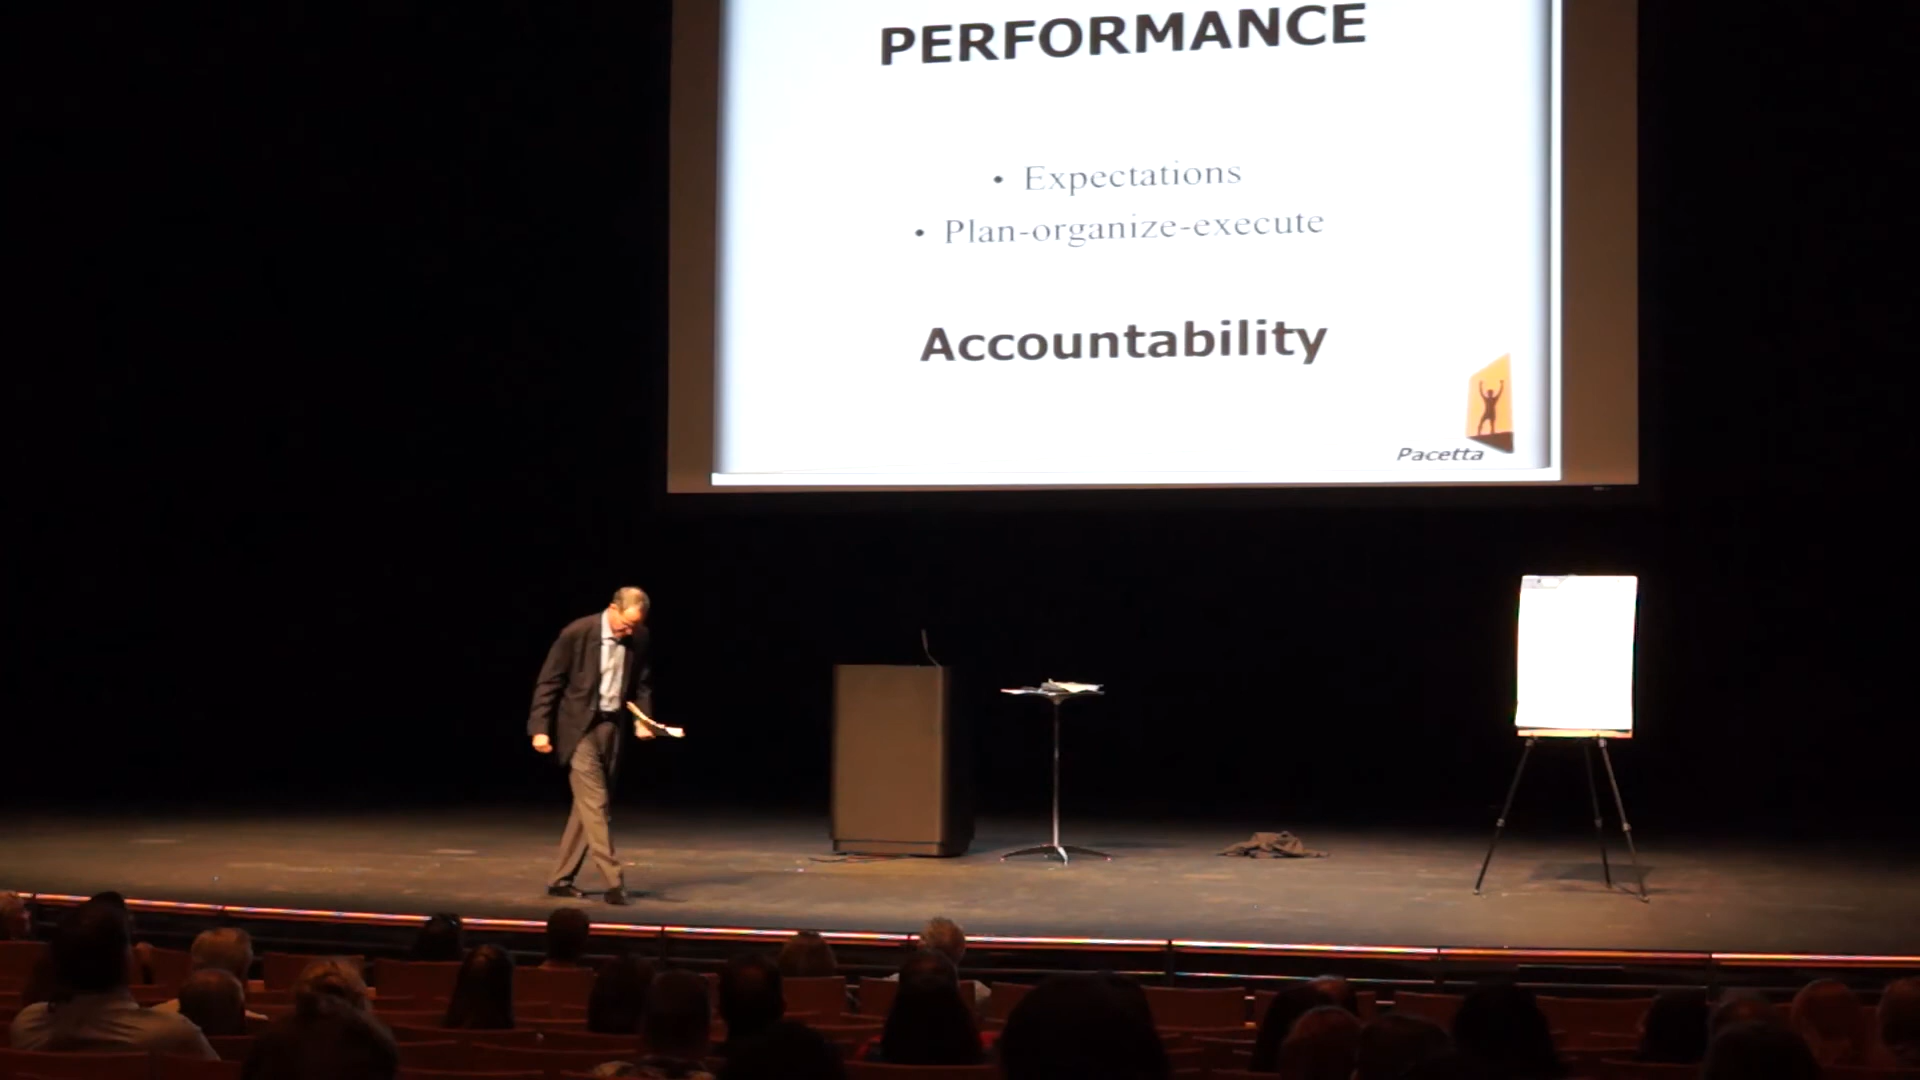 PERFORMANCE
• Expectations
• Plan-organize-execute
Accountability
Pacetta